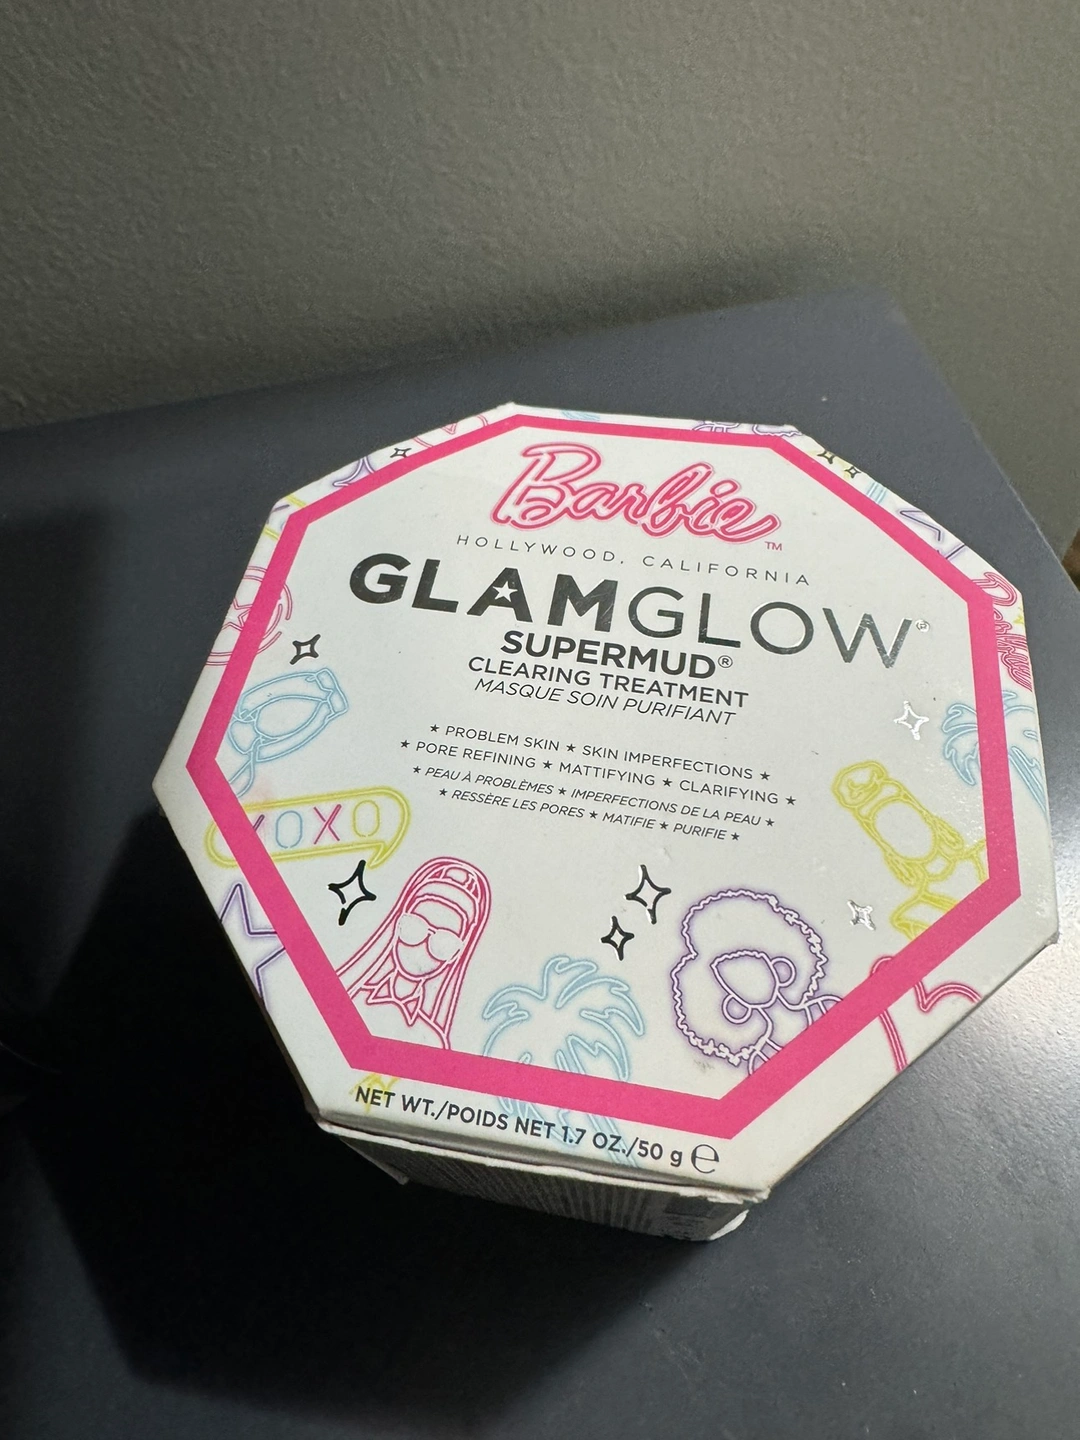 Barbie™
HOLLYWOOD, CALIFORNIA
GLAMGLOW®
SUPERMUD®
CLEARING TREATMENT
MASQUE SOIN PURIFIANT
★ PROBLEM SKIN ★ SKIN IMPERFECTIONS ★
★ PORE REFINING ★ MATTIFYING ★ CLARIFYING ★
★ PEAU À PROBLÈMES ★ IMPERFECTIONS DE LA PEAU ★
★ RESSÈRE LES PORES ★ MATIFIE ★ PURIFIE ★
Barbie
XOXO
NET WT./POIDS NET 1.7 OZ./50 g ℮